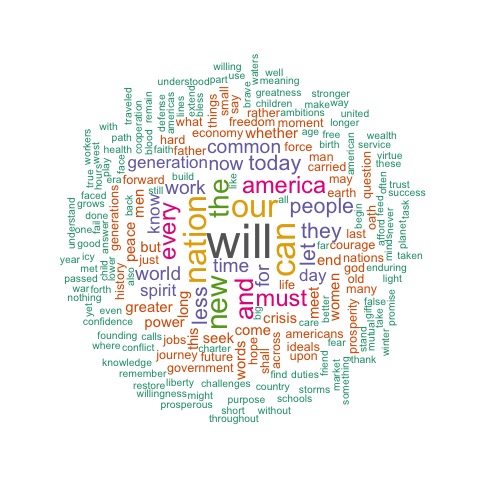 willing
waters
understood part use well
extend brave meaning
greatness stronger
traveled remain defense americas lines bless things small say children make way
cooperation what rather ambitions united
with path blood economy freedom moment longer
workers west hard whether age free wealth
true hours health face faith father common force birth american service
play generation now today man virtue
era forward build like america carried may these
faced generations men still work earth question often trust
grows back know the our all people oath feed success
understand done answer peace every nation will can they begin afford task
fail one but let far last courage minds never planet
good child just time end nations taken
year icy lower world for day god enduring
met history also spirit less new and must life old light
passed war forth meet women many gift false promise
nothing greater long big crisis better prosperity take
yet even power this come care americans mutual winter
confidence seek words hope across ideals fear stand
founding calls jobs charter shall upon friend thank
where conflict journey future market something
knowledge government
remember find duties
restore liberty challenges country storms
willingness might purpose schools
prosperous short without
throughout